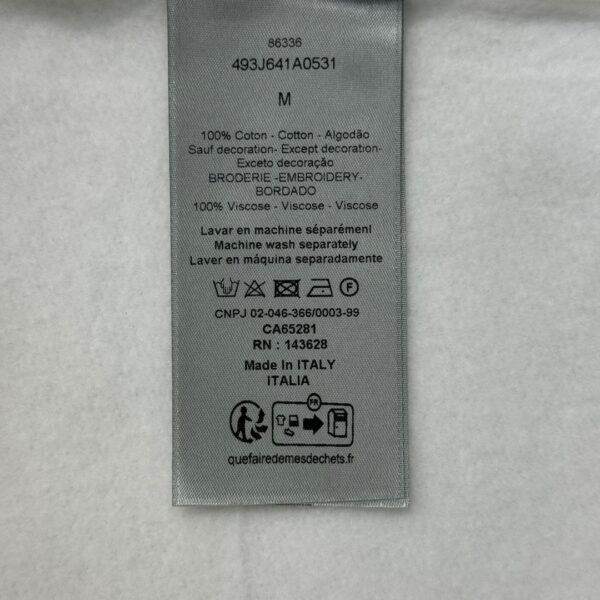 86336
493J641A0531
M
100% Coton - Cotton - Algodão
Sauf decoration- Except decoration-
Exceto decoração
BRODERIE -EMBROIDERY-
BORDADO
100% Viscose - Viscose - Viscose
Lavar en machine séparémenl
Machine wash separately
Laver en máquina separadamente
F
CNPJ 02-046-366/0003-99
CA65281
RN : 143628
Made In ITALY
ITALIA
FR
quefairedemesdechets.fr